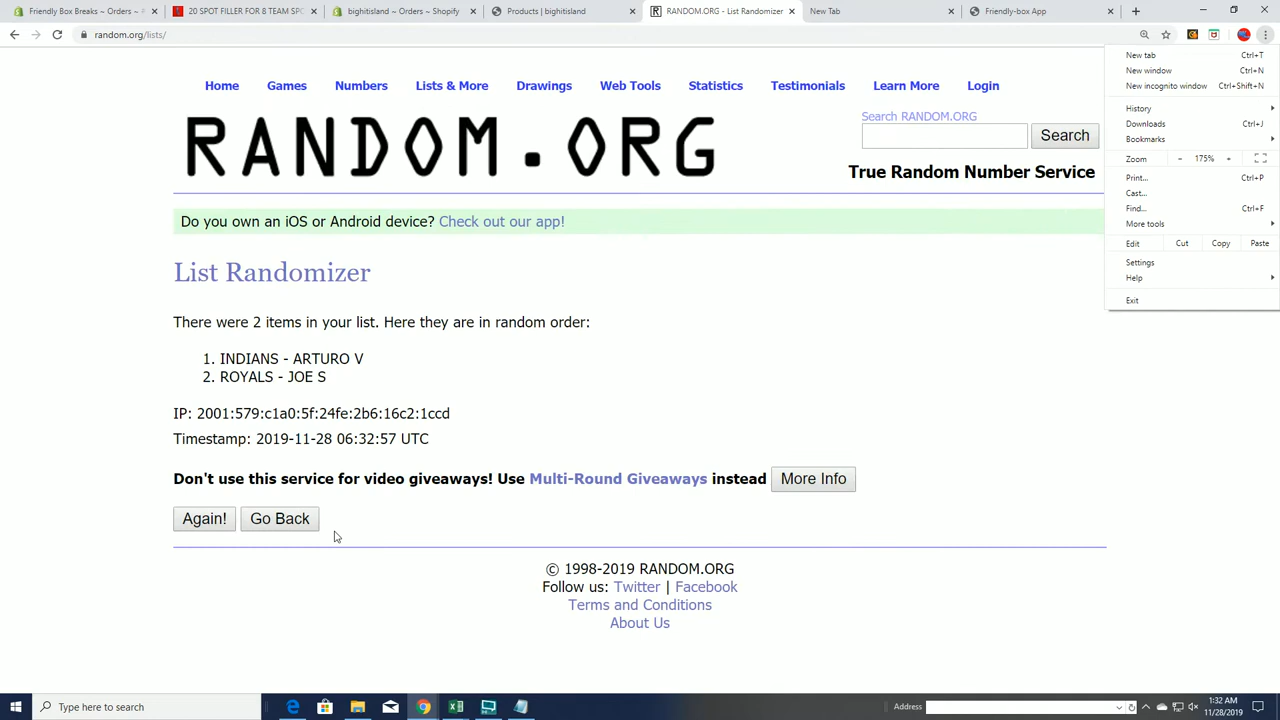 Friendly Box Breaks ~ Orders ~
20 SPOT FILLER FOR 8 TEAM SPO
bighitisland ~ Orders ~ Shopify
Products | bighitisland
RANDOM.ORG - List Randomizer
New Tab
Friendly-box App
random.org/lists/
Home Games Numbers Lists & More Drawings Web Tools Statistics Testimonials Learn More Login
RANDOM.ORG
Search RANDOM.ORG
Search
True Random Number Service
Do you own an iOS or Android device? Check out our app!
List Randomizer
There were 2 items in your list. Here they are in random order:
1. INDIANS - ARTURO V
2. ROYALS - JOE S
IP: 2001:579:c1a0:5f:24fe:2b6:16c2:1ccd
Timestamp: 2019-11-28 06:32:57 UTC
Don't use this service for video giveaways! Use Multi-Round Giveaways instead More Info
Again! Go Back
© 1998-2019 RANDOM.ORG
Follow us: Twitter | Facebook
Terms and Conditions
About Us
New tab Ctrl+T
New window Ctrl+N
New incognito window Ctrl+Shift+N
History
Downloads Ctrl+J
Bookmarks
Zoom - 175% +
Print... Ctrl+P
Cast...
Find... Ctrl+F
More tools
Edit Cut Copy Paste
Settings
Help
Exit
Type here to search
Address
1:32 AM
11/28/2019